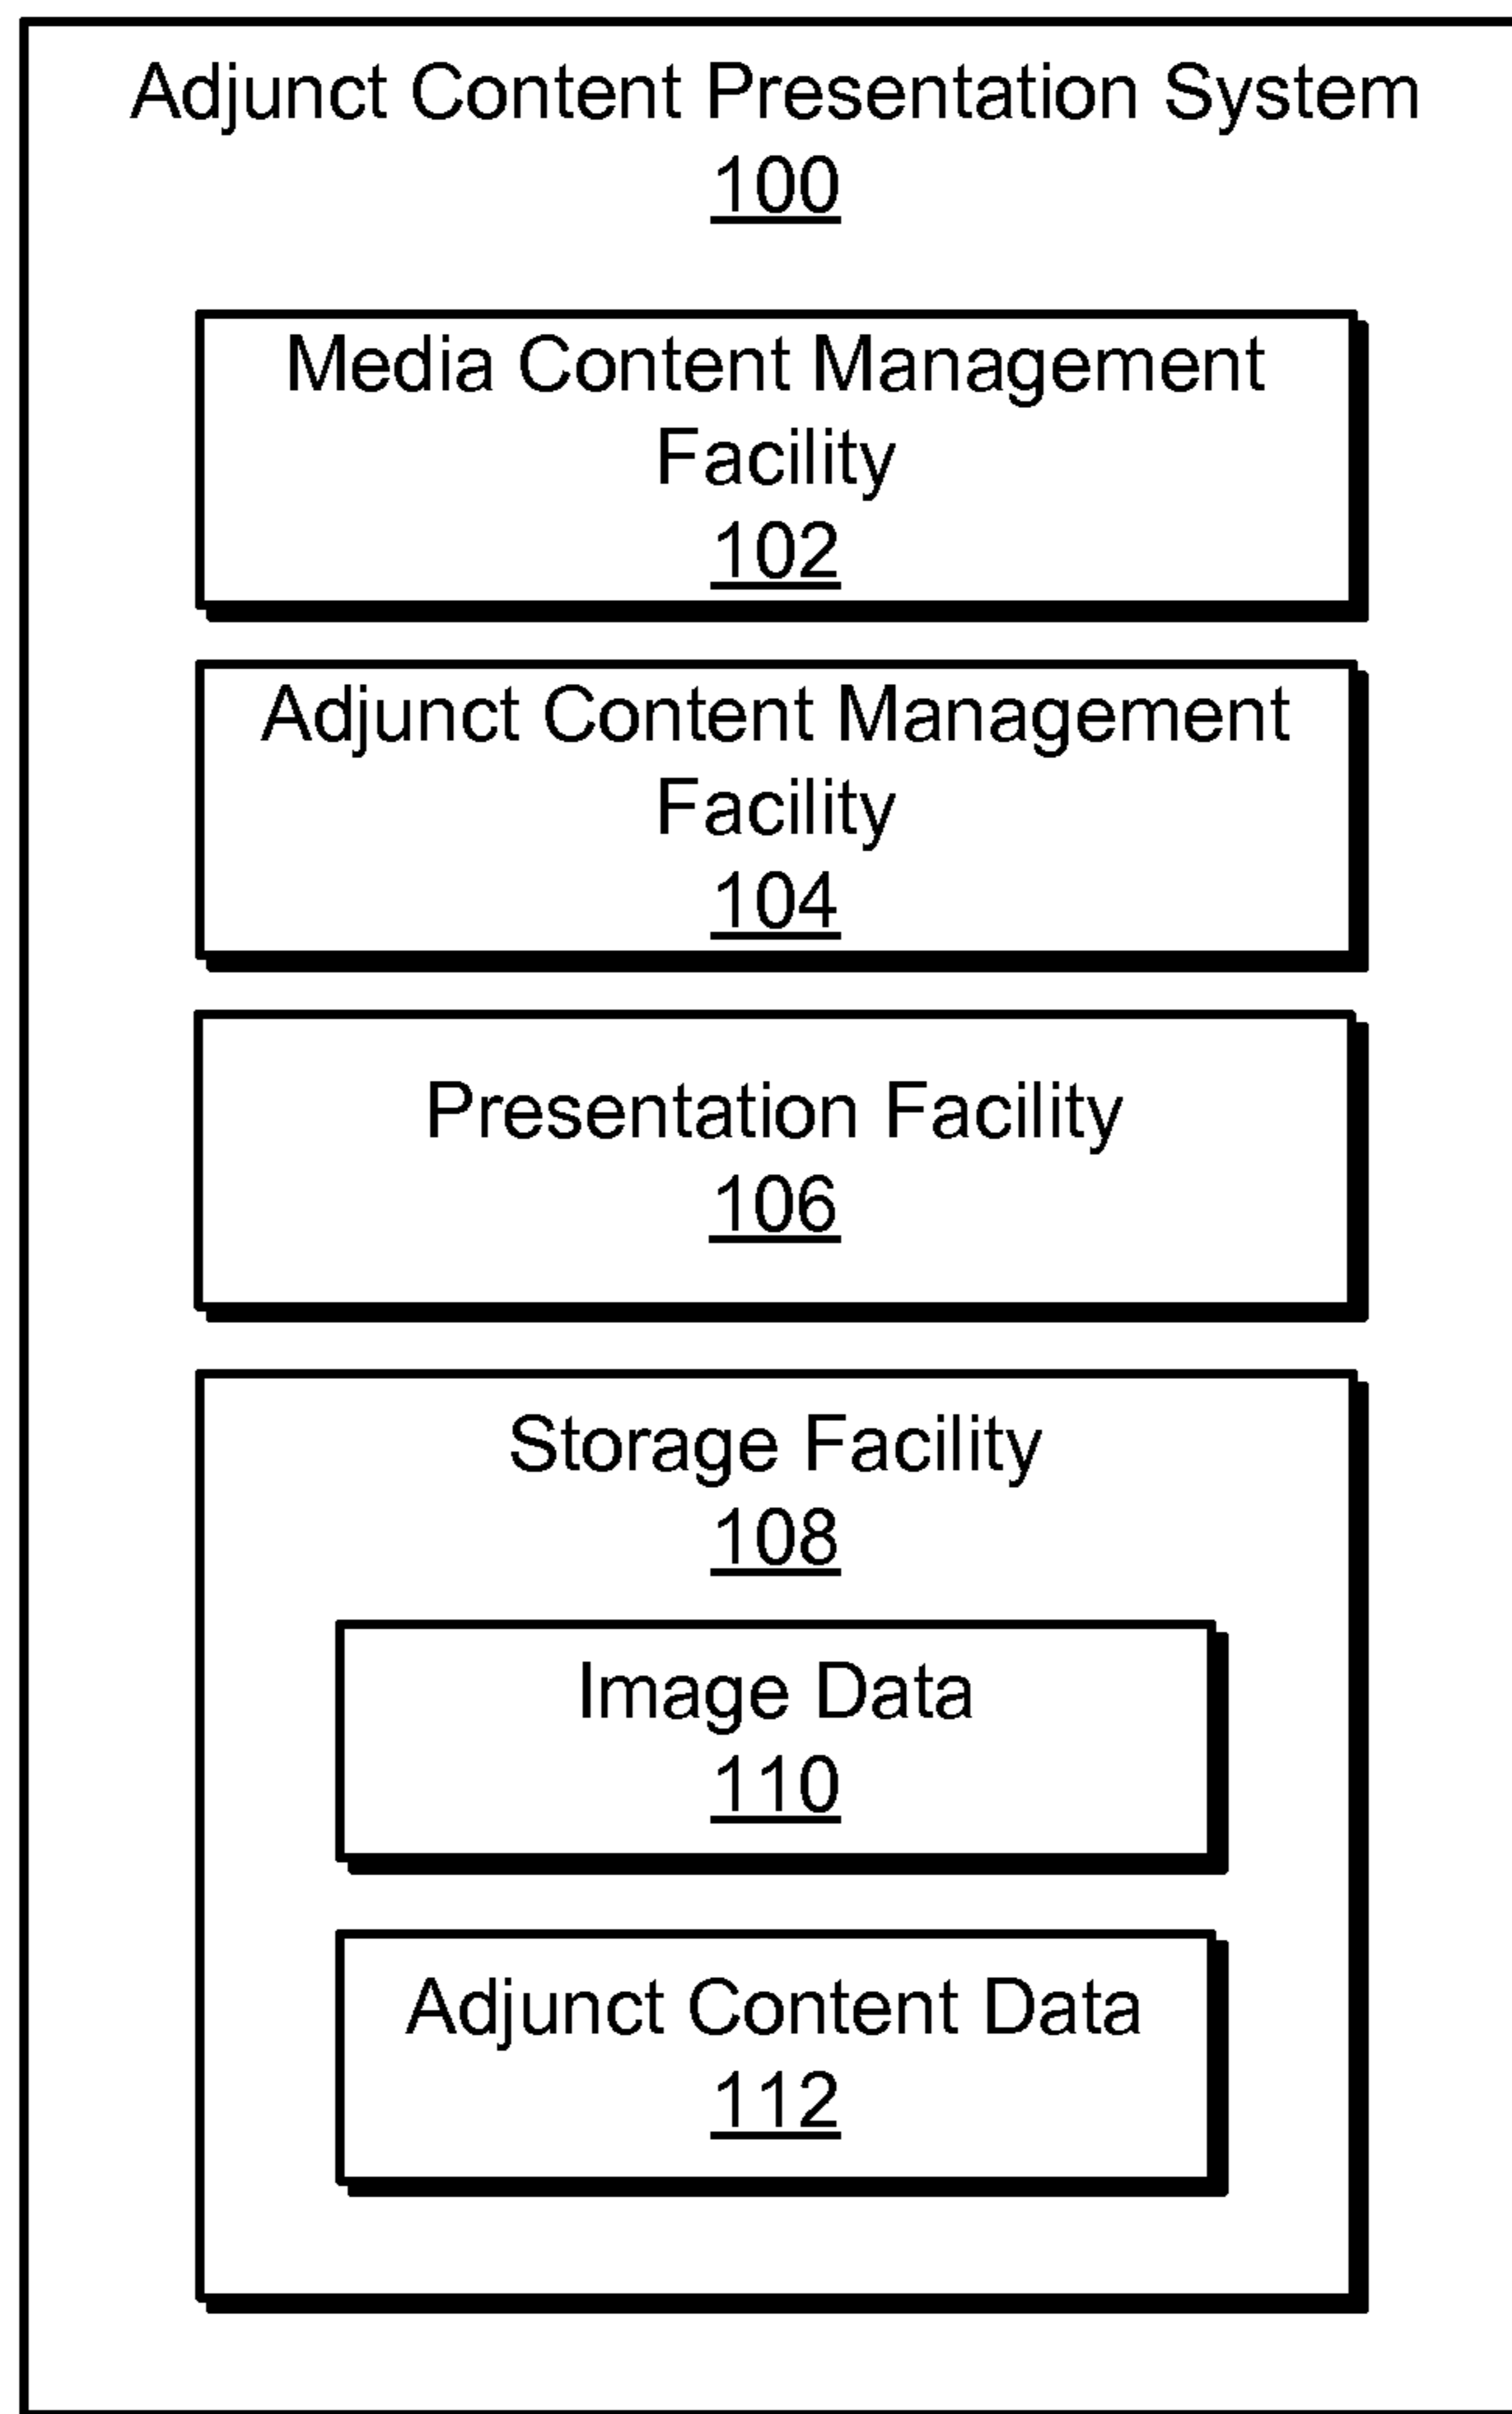 Adjunct Content Presentation System
100
Media Content Management
Facility
102
Adjunct Content Management
Facility
104
Presentation Facility
106
Storage Facility
108
Image Data
110
Adjunct Content Data
112